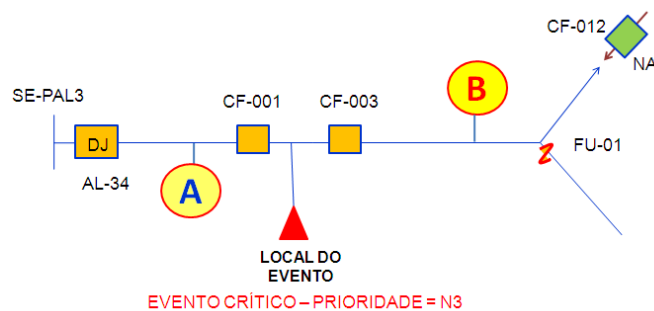 CF-012
NA
SE-PAL3
CF-001
CF-003
B
DJ
FU-01
AL-34
A
LOCAL DO
EVENTO
EVENTO CRÍTICO – PRIORIDADE = N3